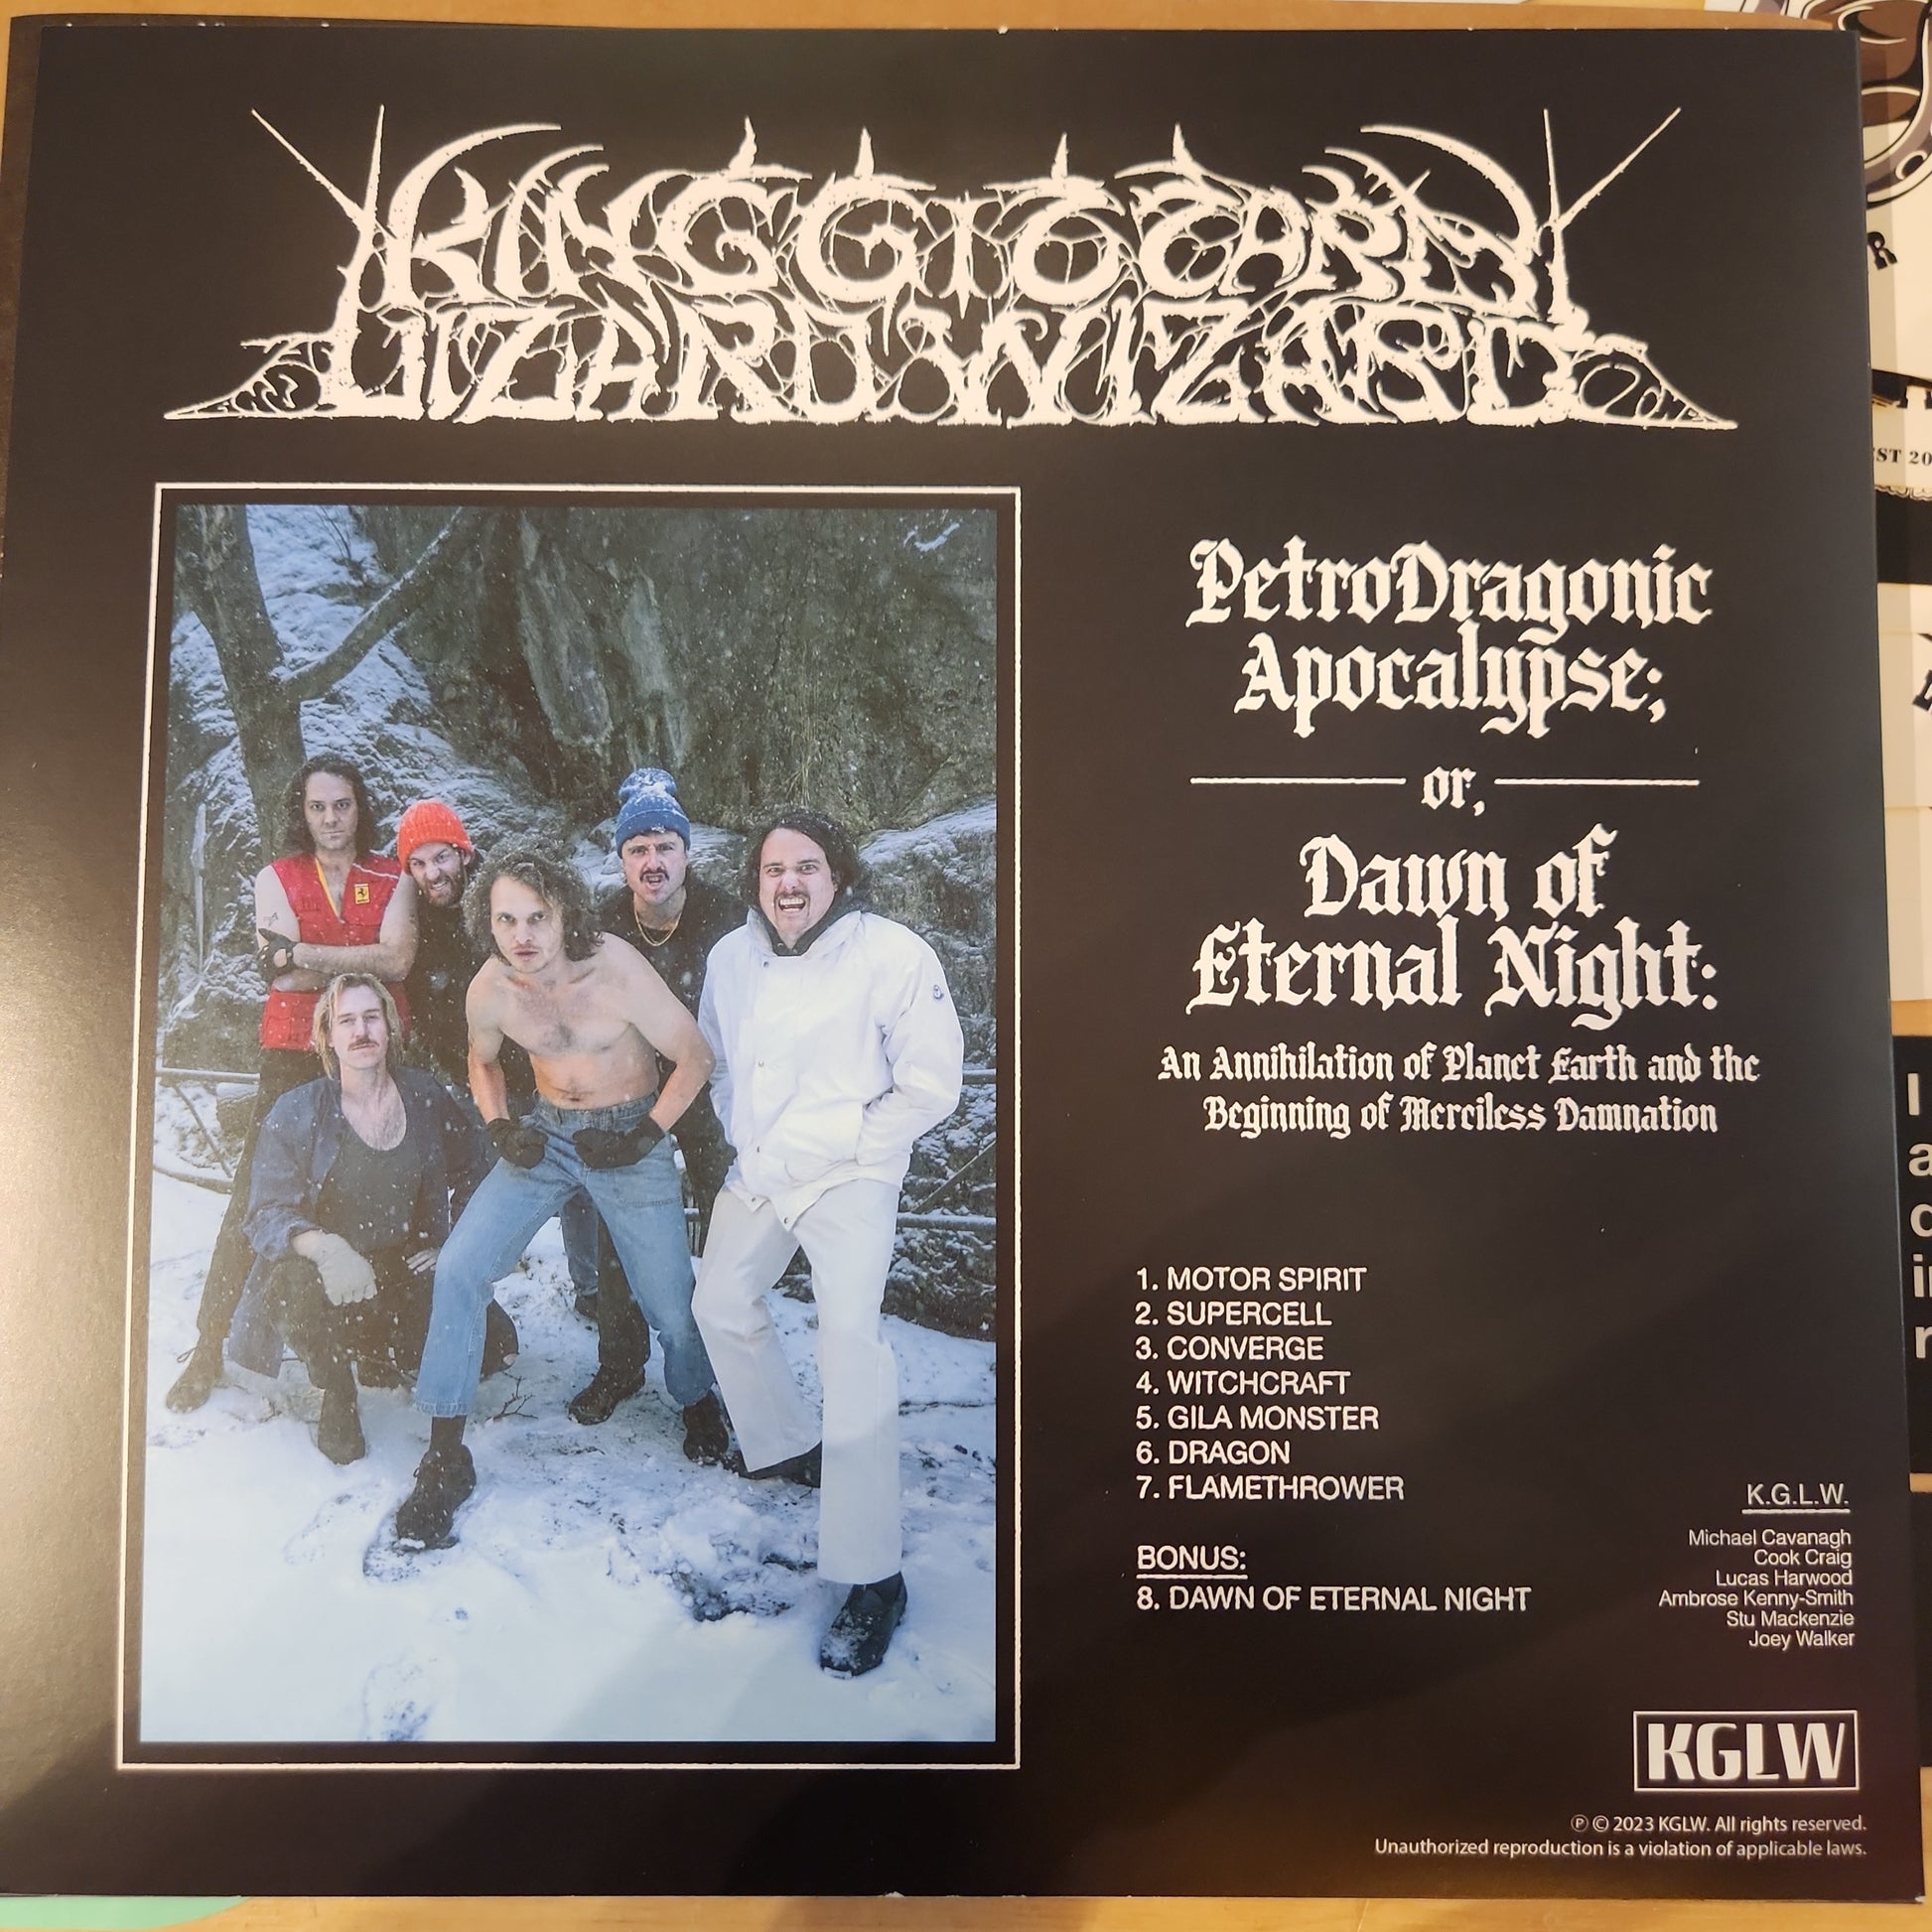 KING GIZZARD
LIZARD WIZARD
PetroDragonic
Apocalypse;
or,
Dawn of
Eternal Night:
An Annihilation of Planet Earth and the
Beginning of Merciless Damnation
1. MOTOR SPIRIT
2. SUPERCELL
3. CONVERGE
4. WITCHCRAFT
5. GILA MONSTER
6. DRAGON
7. FLAMETHROWER
BONUS:
8. DAWN OF ETERNAL NIGHT
K.G.L.W.
Michael Cavanagh
Cook Craig
Lucas Harwood
Ambrose Kenny-Smith
Stu Mackenzie
Joey Walker
KGLW
℗ © 2023 KGLW. All rights reserved.
Unauthorized reproduction is a violation of applicable laws.